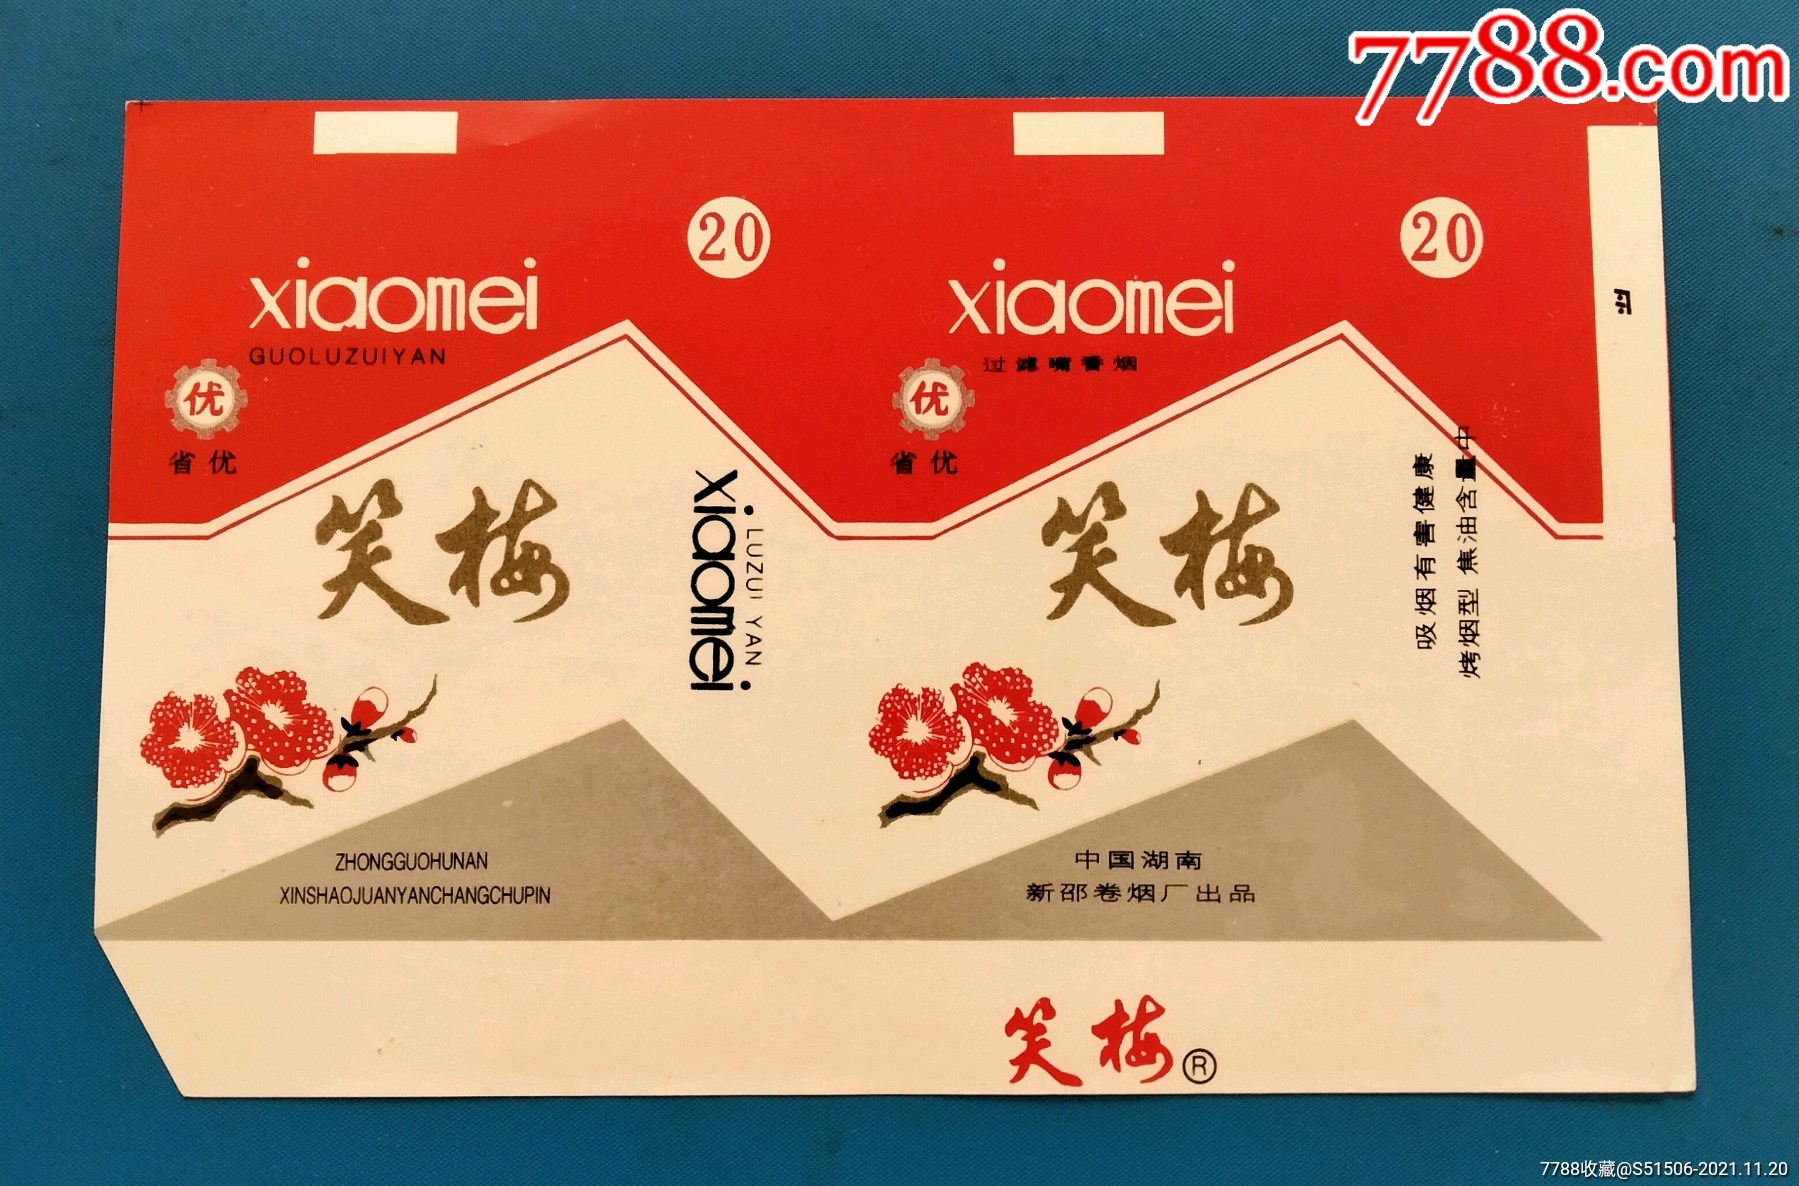 7788.com
20
20
xiaomei
GUOLUZUIYAN
xiaomei
过滤嘴香烟
优
省优
优
省优
笑梅
xiaomei
LUZUI YAN
笑梅
吸烟有害健康
烤烟型 焦油含量中
ZHONGGUOHUNAN
XINSHAOJUANYANCHANGCHUPIN
中国湖南
新邵卷烟厂出品
笑梅®
7788收藏@S51506-2021.11.20